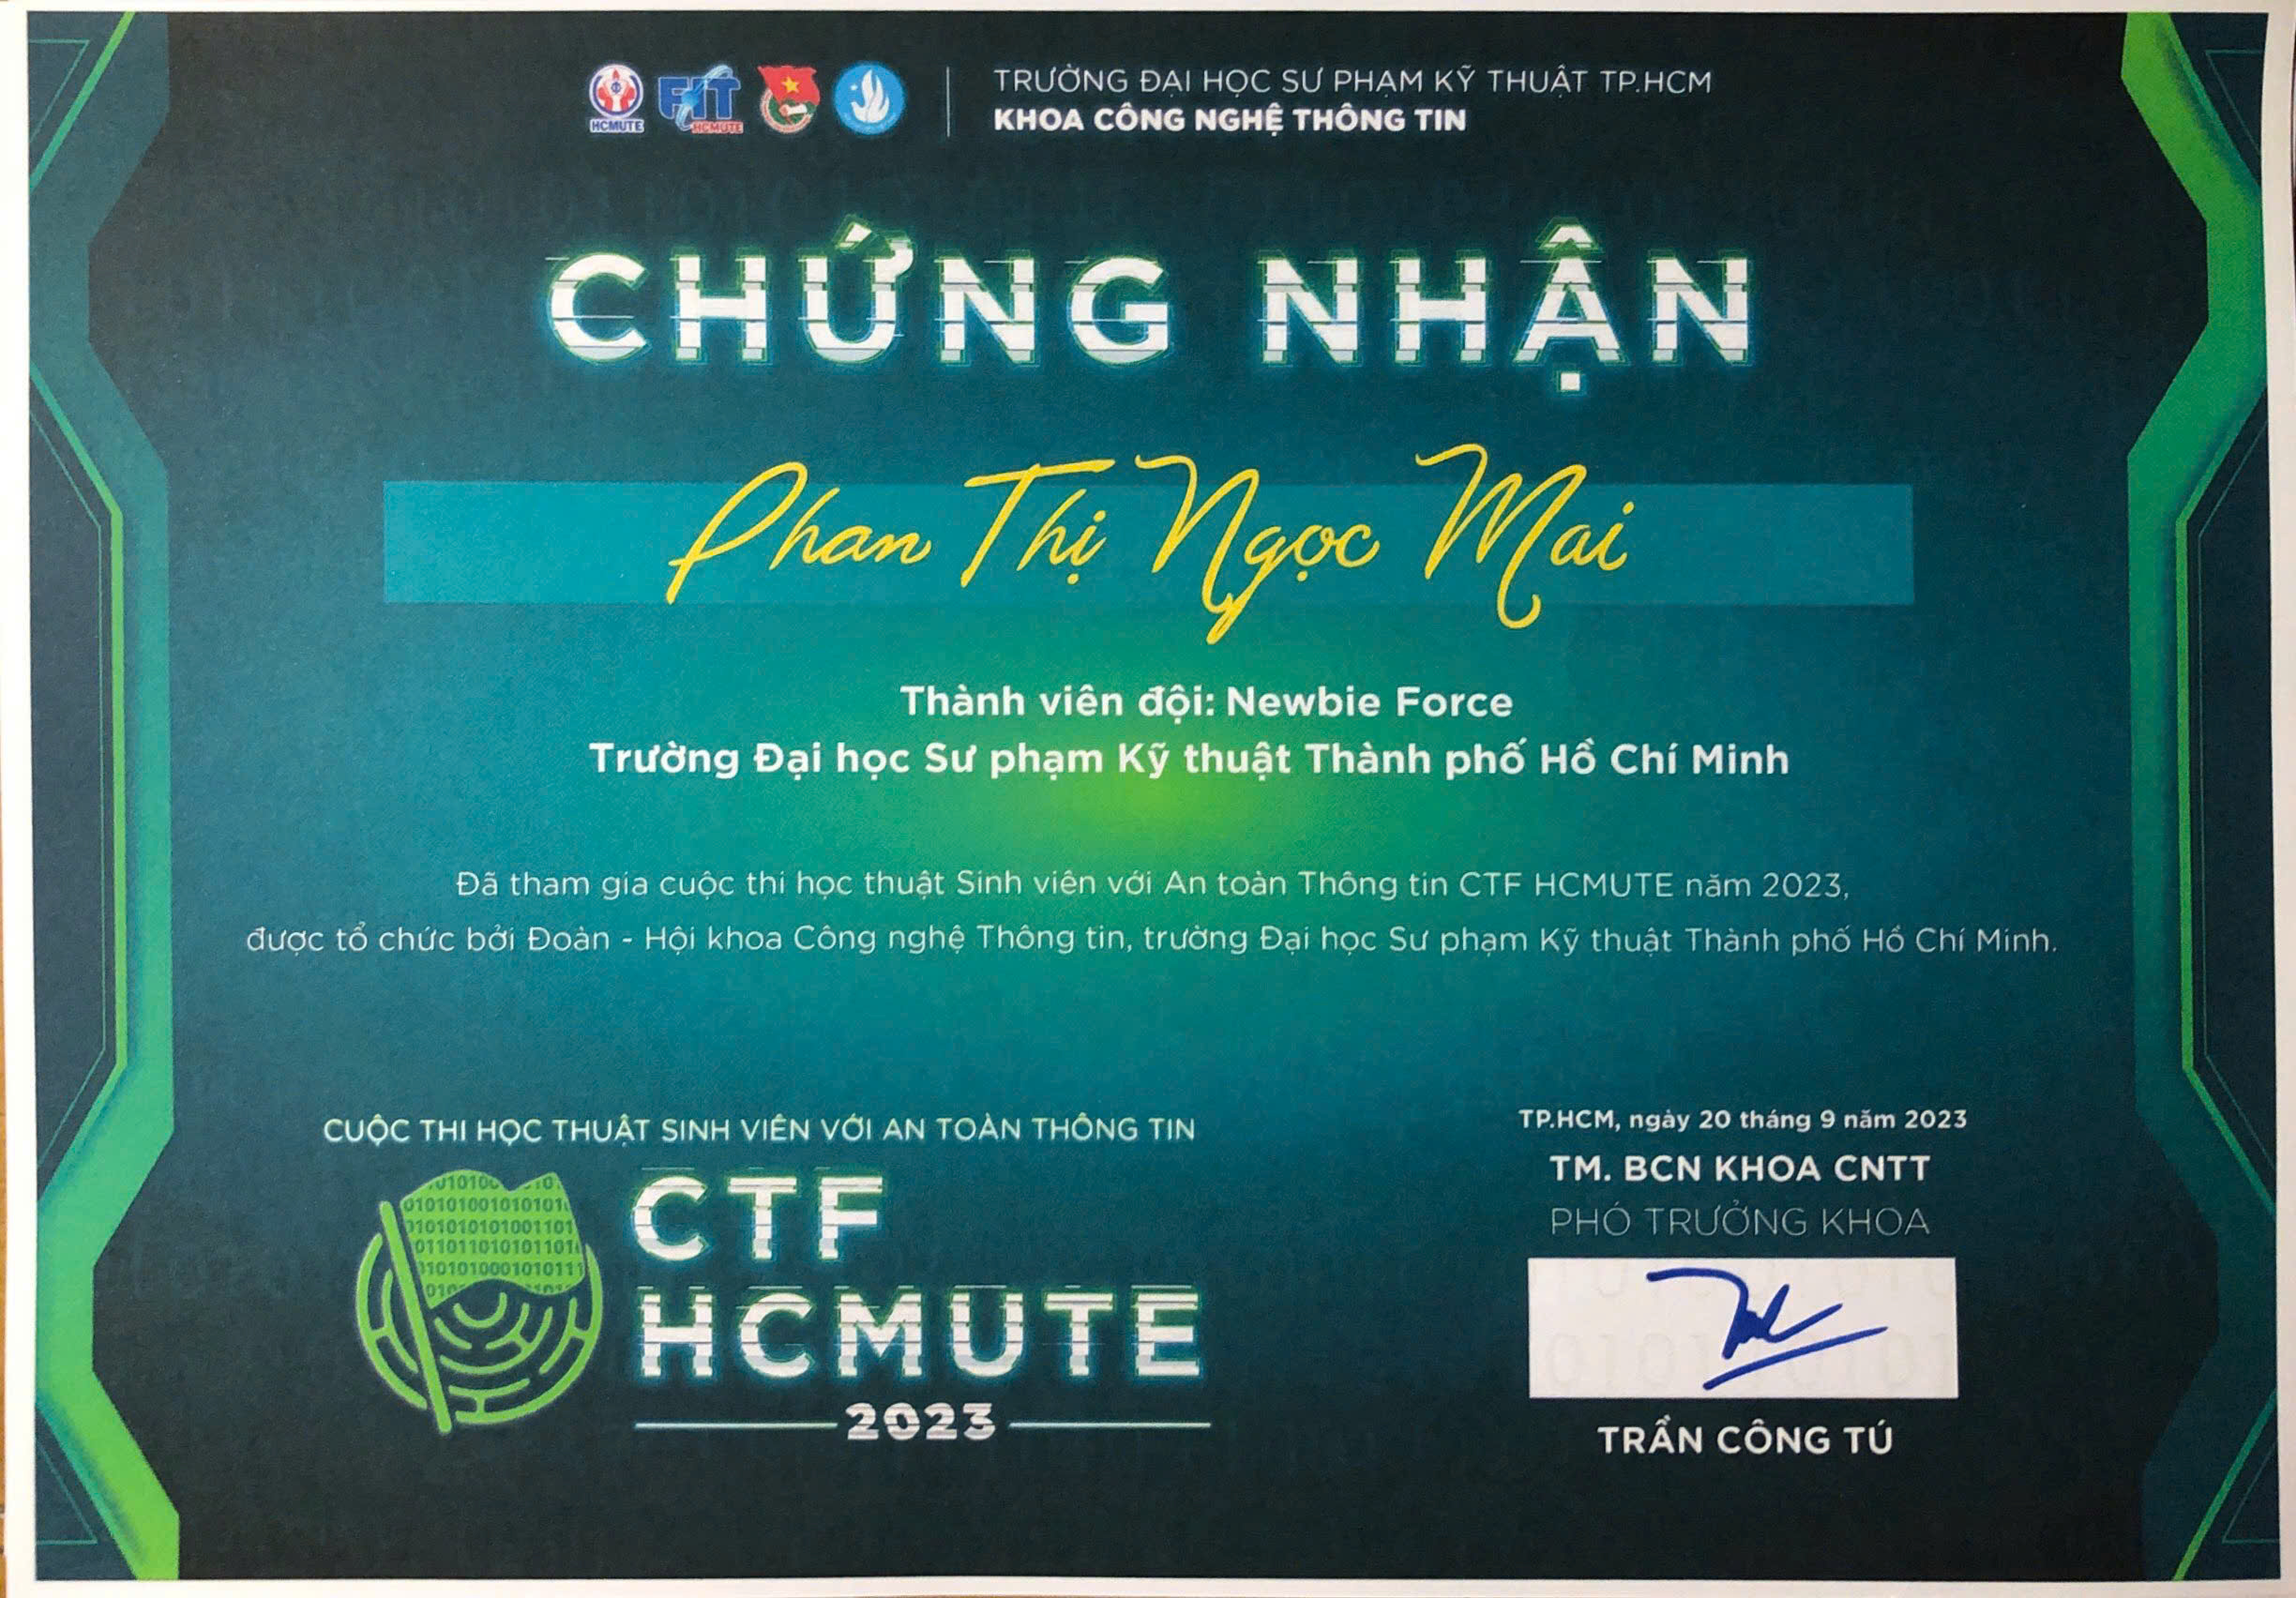 HCMUTE
FIT
HCMUTE
TRƯỜNG ĐẠI HỌC SƯ PHẠM KỸ THUẬT TP.HCM
KHOA CÔNG NGHỆ THÔNG TIN
CHỨNG NHẬN
Phan Thị Ngọc Mai
Thành viên đội: Newbie Force
Trường Đại học Sư phạm Kỹ thuật Thành phố Hồ Chí Minh
Đã tham gia cuộc thi học thuật Sinh viên với An toàn Thông tin CTF HCMUTE năm 2023,
được tổ chức bởi Đoàn - Hội khoa Công nghệ Thông tin, trường Đại học Sư phạm Kỹ thuật Thành phố Hồ Chí Minh.
CUỘC THI HỌC THUẬT SINH VIÊN VỚI AN TOÀN THÔNG TIN
CTF
HCMUTE
2023
TP.HCM, ngày 20 tháng 9 năm 2023
TM. BCN KHOA CNTT
PHÓ TRƯỞNG KHOA
TRẦN CÔNG TÚ